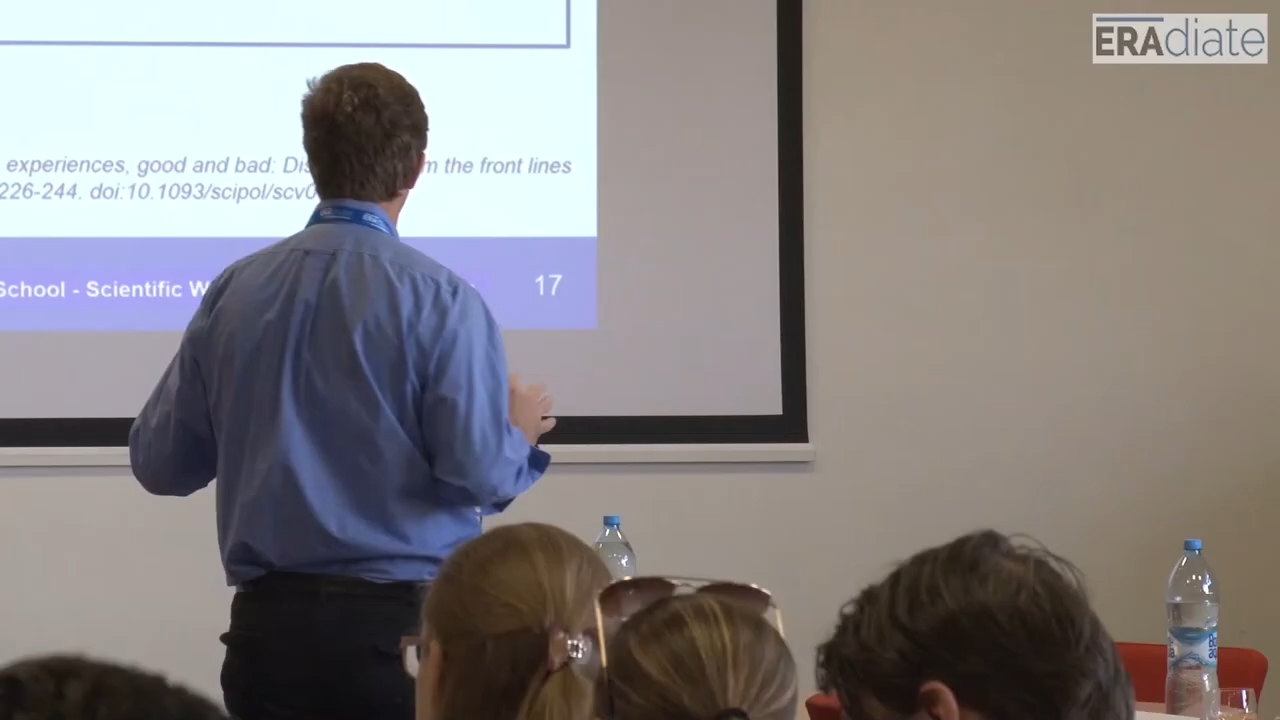 ERAdiate
experiences, good and bad: Dis m the front lines
226-244. doi:10.1093/scipol/scv0
School - Scientific W
17